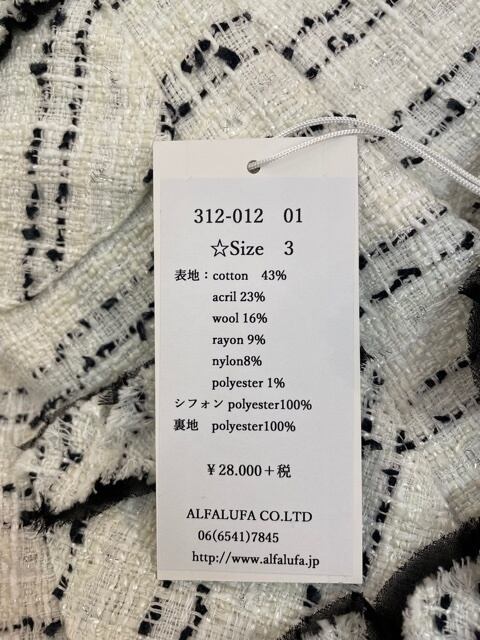 312-012 01
☆Size 3
表地：cotton 43%
acril 23%
wool 16%
rayon 9%
nylon8%
polyester 1%
シフォン polyester100%
裏地 polyester100%
￥28.000＋税
ALFALUFA CO.LTD
06(6541)7845
http://www.alfalufa.jp